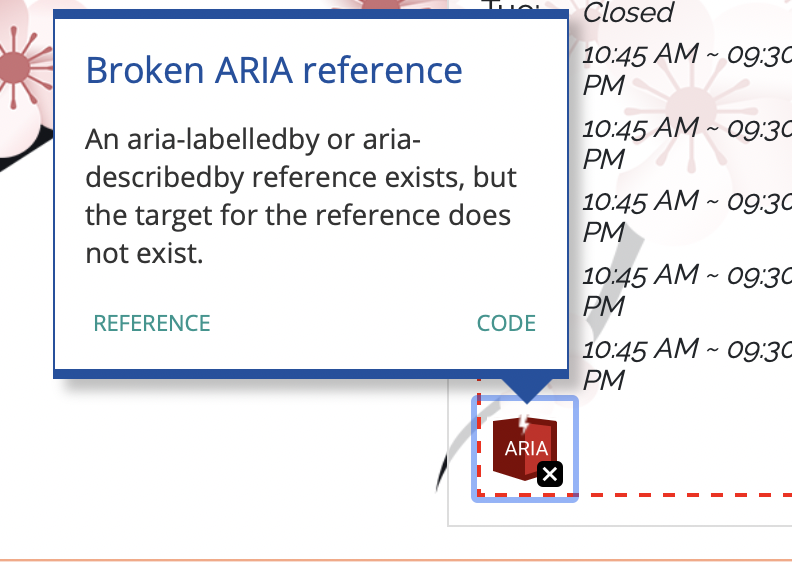 Tue: Closed
Broken ARIA reference
An aria-labelledby or aria-
describedby reference exists, but
the target for the reference does
not exist.
REFERENCE CODE
10:45 AM ~ 09:30
PM
10:45 AM ~ 09:30
PM
10:45 AM ~ 09:30
PM
10:45 AM ~ 09:30
PM
10:45 AM ~ 09:30
PM
ARIA